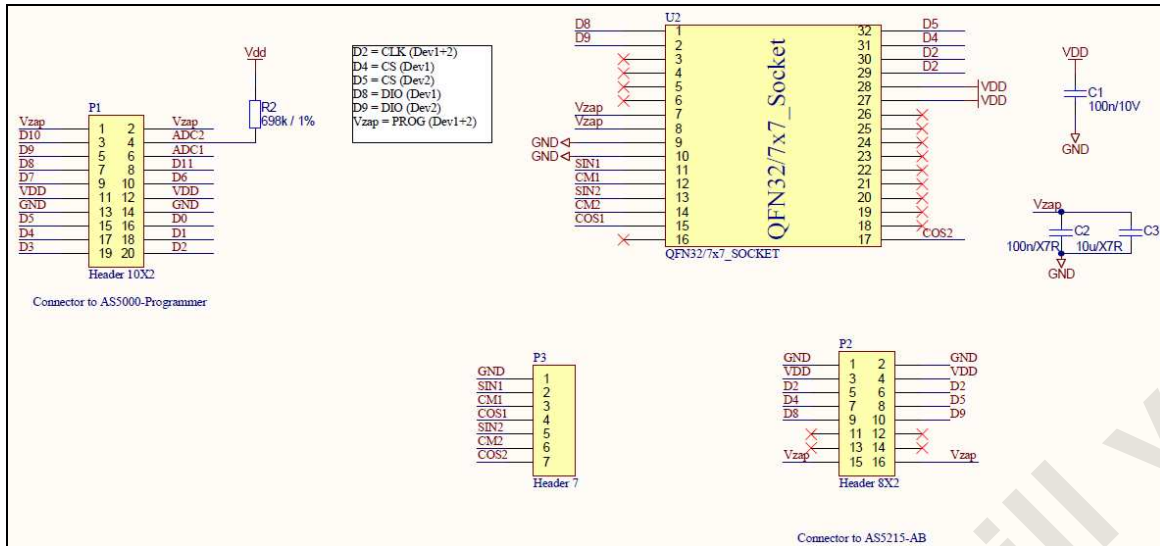 Vdd
R2
698k / 1%
P1
Vzap 1 2 Vzap
D10 3 4 ADC2
D9 5 6 ADC1
D8 7 8 D11
D7 9 10 D6
VDD 11 12 VDD
GND 13 14 GND
D5 15 16 D0
D4 17 18 D1
D3 19 20 D2
Header 10X2
Connector to AS5000-Programmer
D2 = CLK (Dev1+2)
D4 = CS (Dev1)
D5 = CS (Dev2)
D8 = DIO (Dev1)
D9 = DIO (Dev2)
Vzap = PROG (Dev1+2)
U2
D8 1 32 D5
D9 2 31 D4
3 30 D2
4 29 D2
5 28 VDD
6 27 VDD
Vzap 7 26
Vzap 8 25
GND 9 24
GND 10 23
SIN1 11 22
CM1 12 21
SIN2 13 20
CM2 14 19
COS1 15 18
16 17 COS2
QFN32/7x7_Socket
QFN32/7x7_SOCKET
VDD
C1
100n/10V
GND
Vzap
C2
100n/X7R
C3
10u/X7R
GND
P3
GND 1
SIN1 2
CM1 3
COS1 4
SIN2 5
CM2 6
COS2 7
Header 7
P2
GND 1 2 GND
VDD 3 4 VDD
D2 5 6 D2
D4 7 8 D5
D8 9 10 D9
11 12
13 14
Vzap 15 16 Vzap
Header 8X2
Connector to AS5215-AB